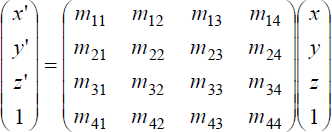 x' m₁₁ m₁₂ m₁₃ m₁₄ x
y' m₂₁ m₂₂ m₂₃ m₂₄ y
=
z' m₃₁ m₃₂ m₃₃ m₃₄ z
1 m₄₁ m₄₂ m₄₃ m₄₄ 1